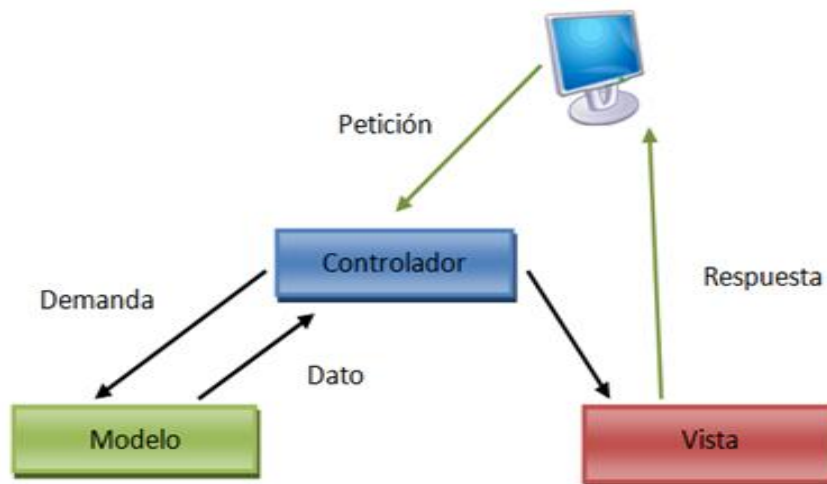 Petición
Controlador
Demanda
Respuesta
Dato
Modelo
Vista